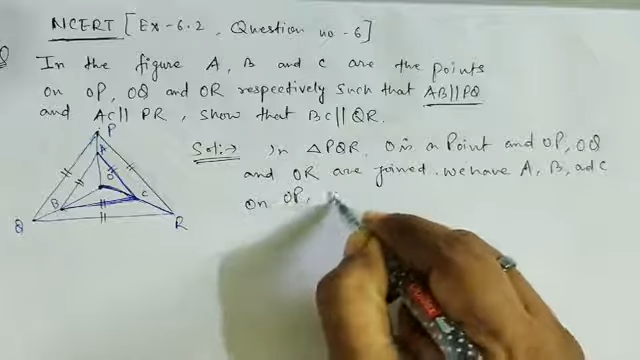 NCERT [Ex-6.2, Question no-6]
Q
In the figure A, B and C are the points
on OP, OQ and OR respectively such that AB||PQ
and AC|| PR, show that BC|| QR.
Soln:→ In △PQR. O is a Point and OP, OQ
and OR are joined. We have A, B, and C
on OP,
P
A
O
B
C
Q
R